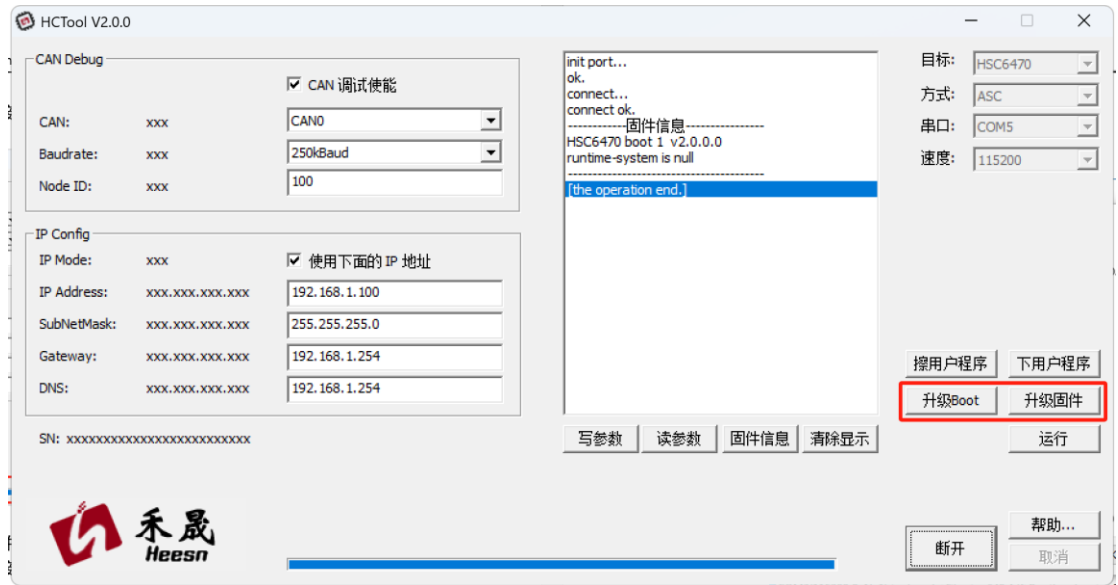 HCTool V2.0.0
CAN Debug
CAN 调试使能
CAN: xxx CAN0
Baudrate: xxx 250kBaud
Node ID: xxx 100
IP Config
IP Mode: xxx 使用下面的 IP 地址
IP Address: xxx.xxx.xxx.xxx 192.168.1.100
SubNetMask: xxx.xxx.xxx.xxx 255.255.255.0
Gateway: xxx.xxx.xxx.xxx 192.168.1.254
DNS: xxx.xxx.xxx.xxx 192.168.1.254
SN: xxxxxxxxxxxxxxxxxxxxxxxxx
禾晟
Heesn
init port...
ok.
connect...
connect ok.
------------固件信息----------------
HSC6470 boot 1 v2.0.0.0
runtime-system is null
----------------------------------------
[the operation end.]
写参数 读参数 固件信息 清除显示
目标: HSC6470
方式: ASC
串口: COM5
速度: 115200
擦用户程序 下用户程序
升级Boot 升级固件
运行
断开
帮助...
取消